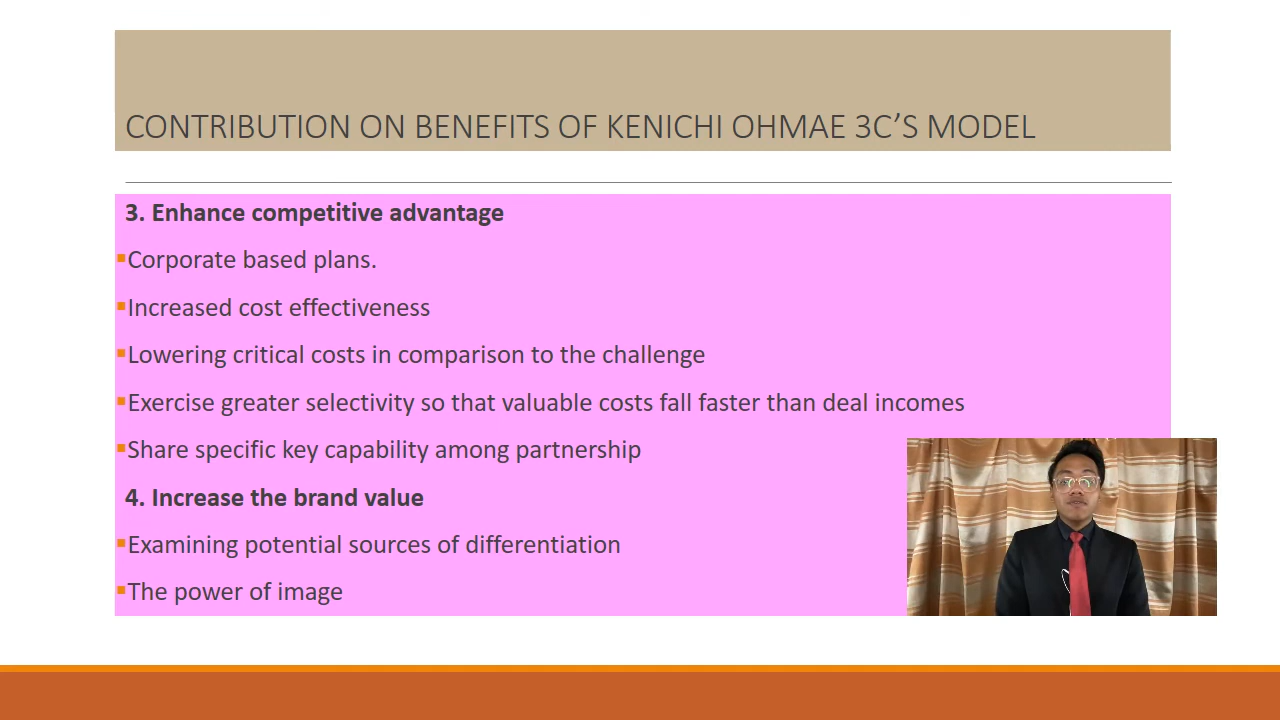 CONTRIBUTION ON BENEFITS OF KENICHI OHMAE 3C’S MODEL
3. Enhance competitive advantage
▪Corporate based plans.
▪Increased cost effectiveness
▪Lowering critical costs in comparison to the challenge
▪Exercise greater selectivity so that valuable costs fall faster than deal incomes
▪Share specific key capability among partnership
4. Increase the brand value
▪Examining potential sources of differentiation
▪The power of image